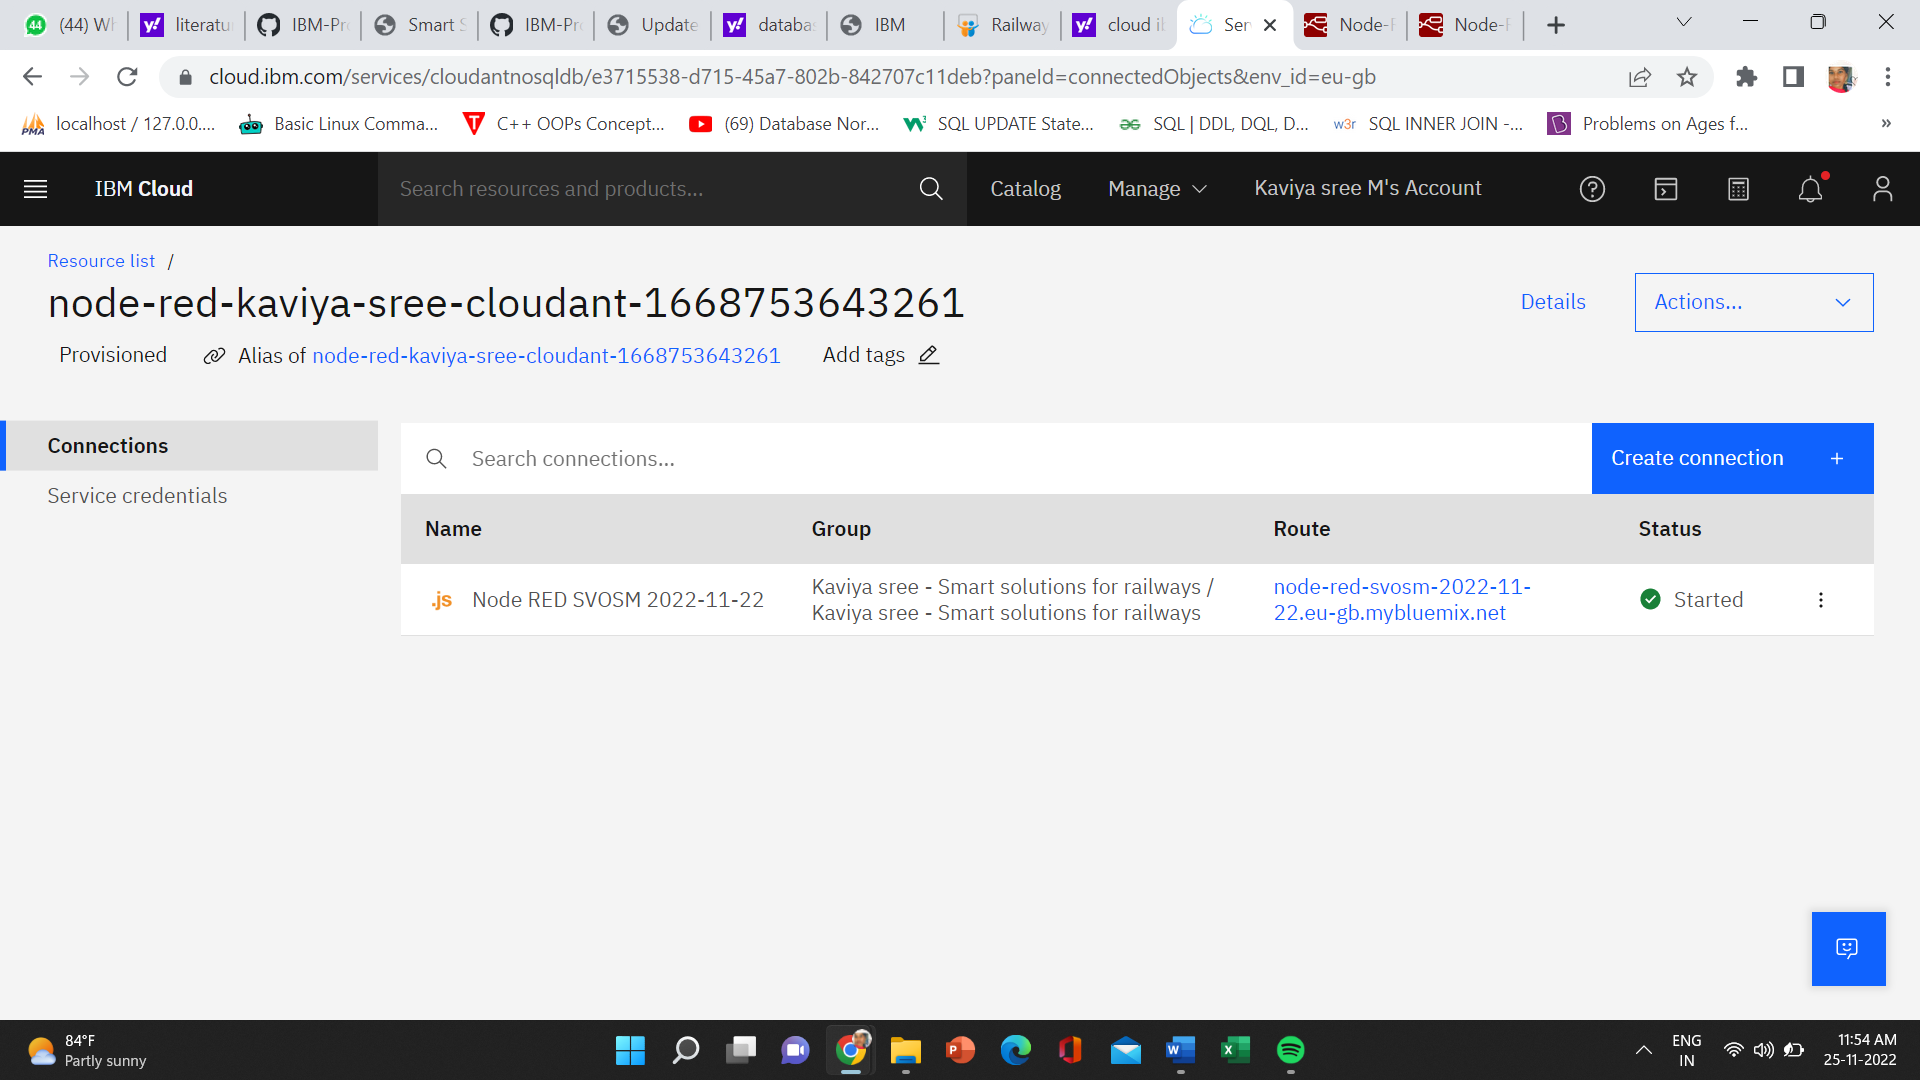 (44) Wh
literatu
IBM-Pro
Smart S
IBM-Pro
Update
databas
IBM
Railway
cloud ib
Ser
Node-R
Node-R
cloud.ibm.com/services/cloudantnosqldb/e3715538-d715-45a7-802b-842707c11deb?paneId=connectedObjects&env_id=eu-gb
localhost / 127.0.0....
Basic Linux Comma...
C++ OOPs Concept...
(69) Database Nor...
SQL UPDATE State...
SQL | DDL, DQL, D...
w3r SQL INNER JOIN -...
Problems on Ages f...
»
IBM Cloud
Search resources and products...
Catalog
Manage
Kaviya sree M's Account
Resource list /
node-red-kaviya-sree-cloudant-1668753643261
Details
Actions...
Provisioned
Alias of node-red-kaviya-sree-cloudant-1668753643261
Add tags
Connections
Service credentials
Search connections...
Create connection +
Name Group Route Status
.js Node RED SVOSM 2022-11-22
Kaviya sree - Smart solutions for railways /
Kaviya sree - Smart solutions for railways
node-red-svosm-2022-11-
22.eu-gb.mybluemix.net
Started
84°F
Partly sunny
ENG
IN
11:54 AM
25-11-2022